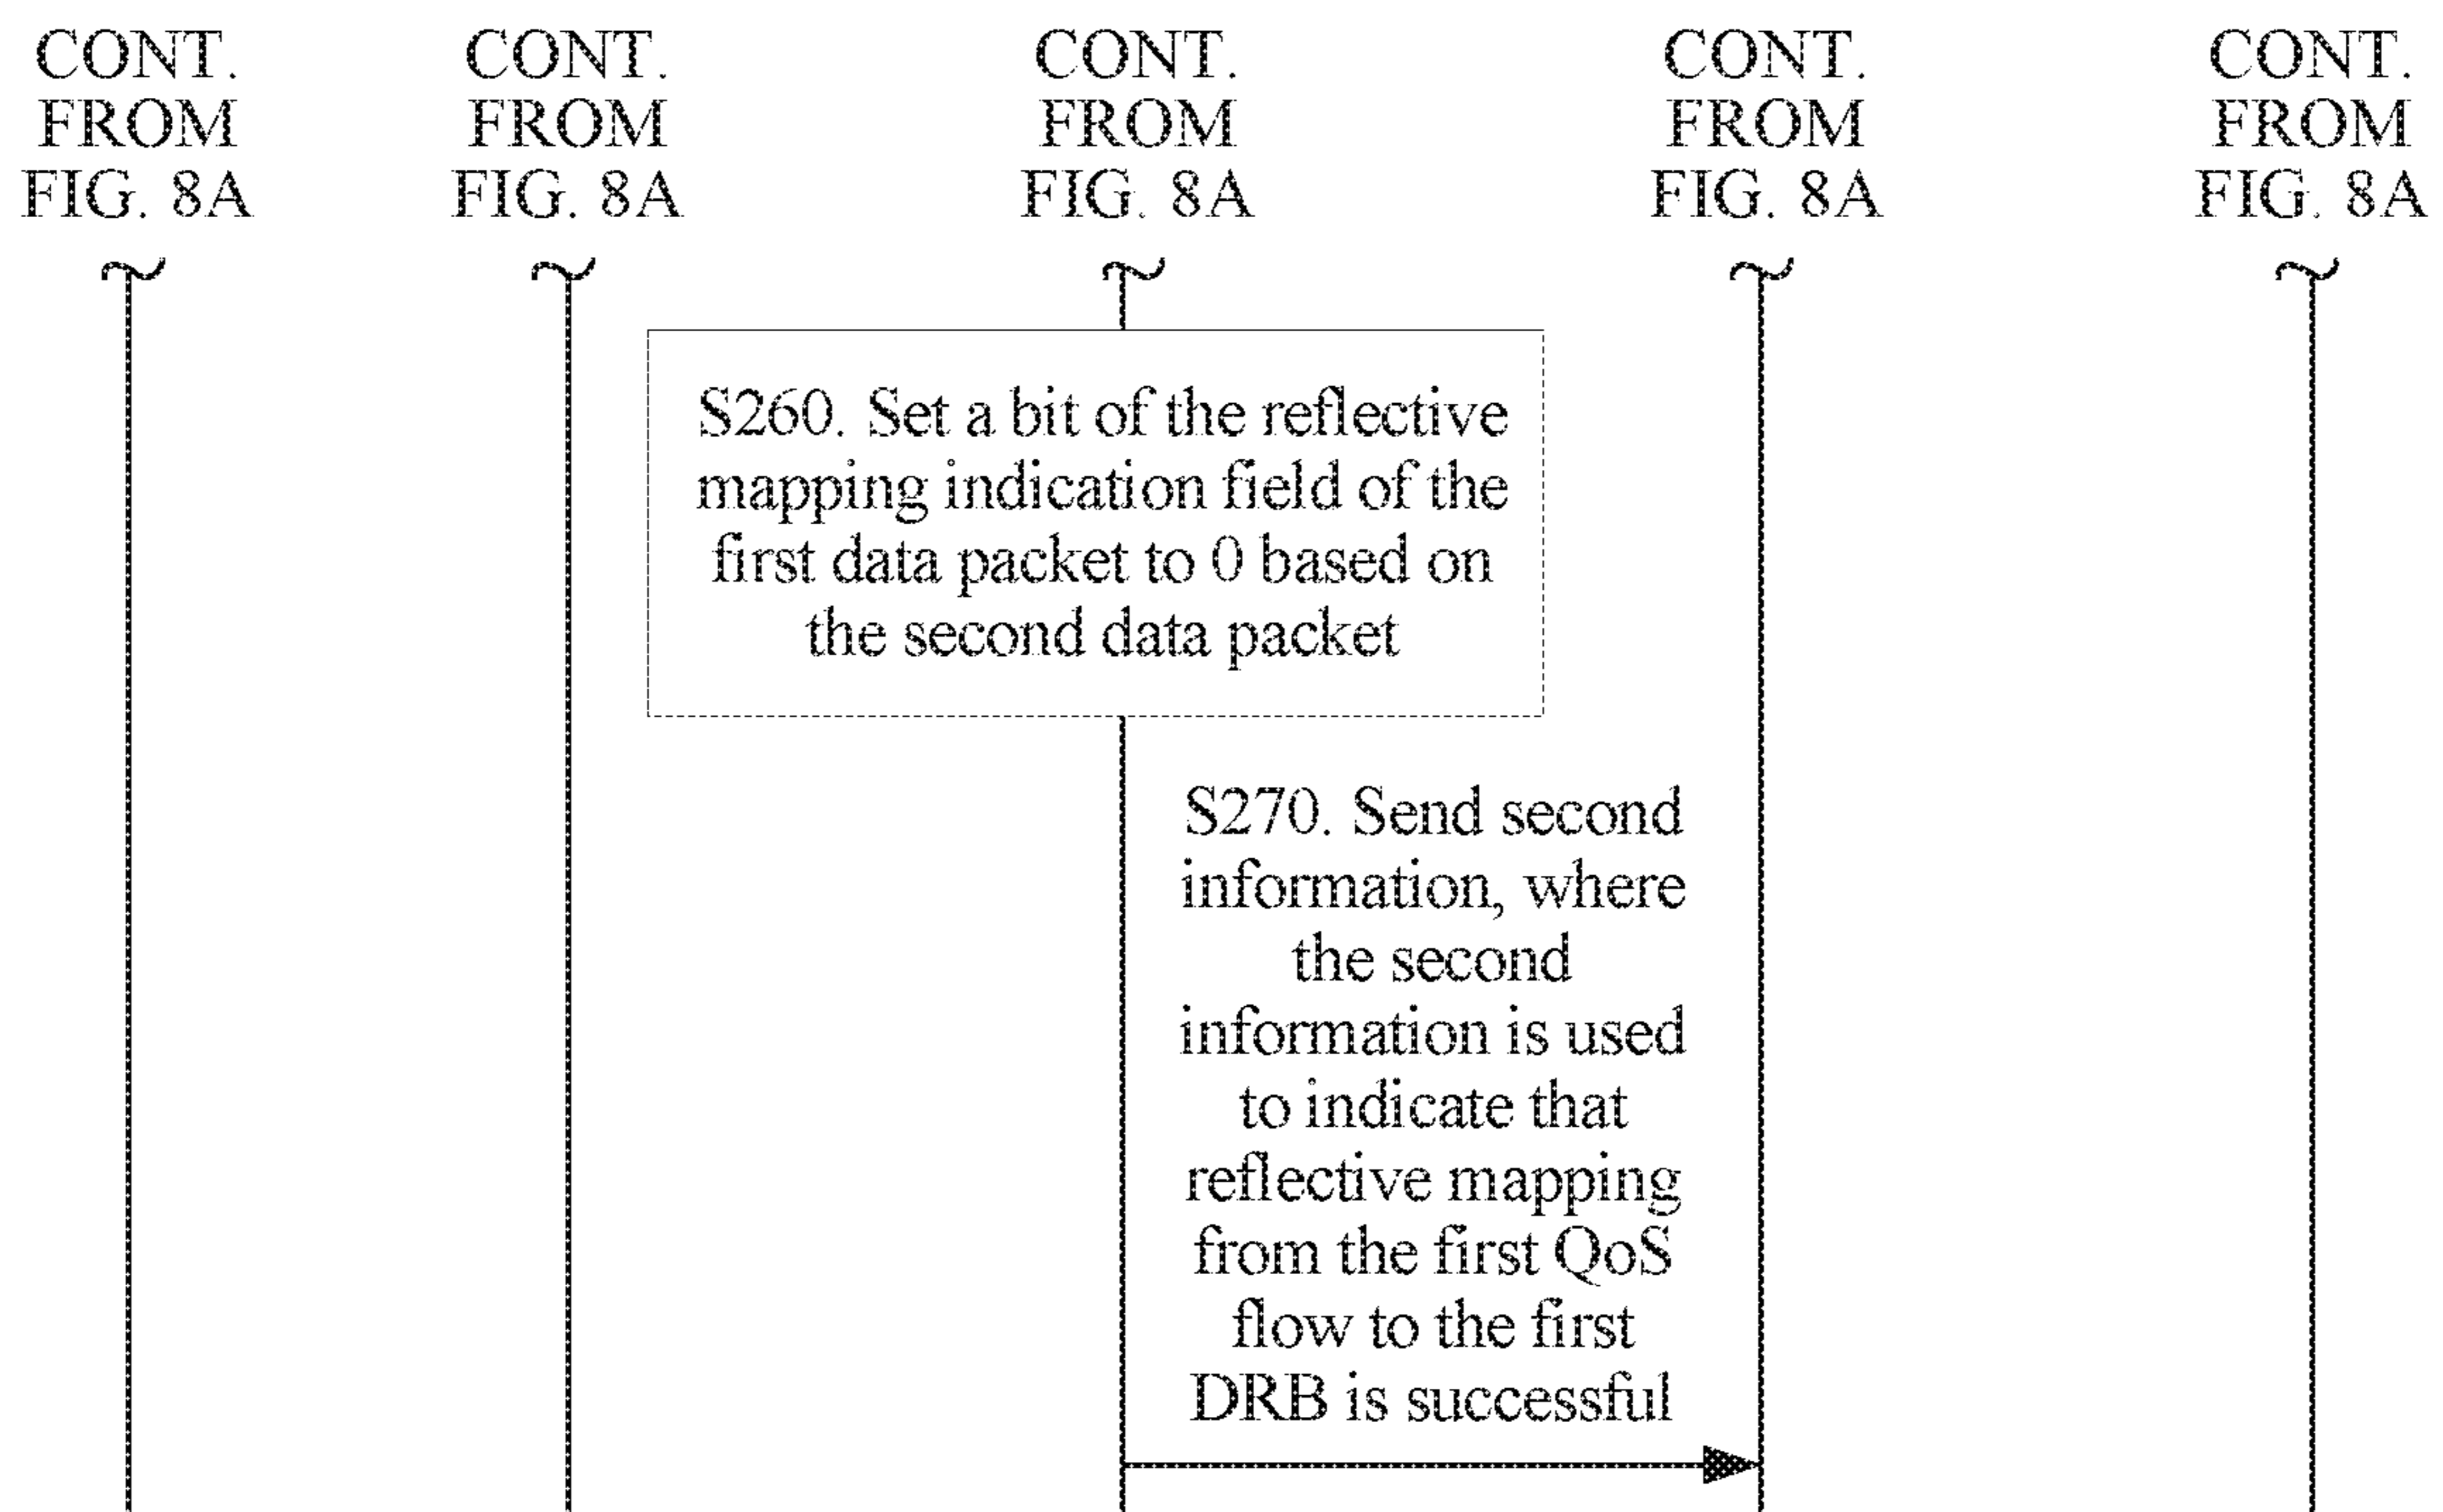 CONT.
FROM
FIG. 8A
CONT.
FROM
FIG. 8A
CONT.
FROM
FIG. 8A
CONT.
FROM
FIG. 8A
CONT.
FROM
FIG. 8A
S260. Set a bit of the reflective
mapping indication field of the
first data packet to 0 based on
the second data packet
S270. Send second
information, where
the second
information is used
to indicate that
reflective mapping
from the first QoS
flow to the first
DRB is successful